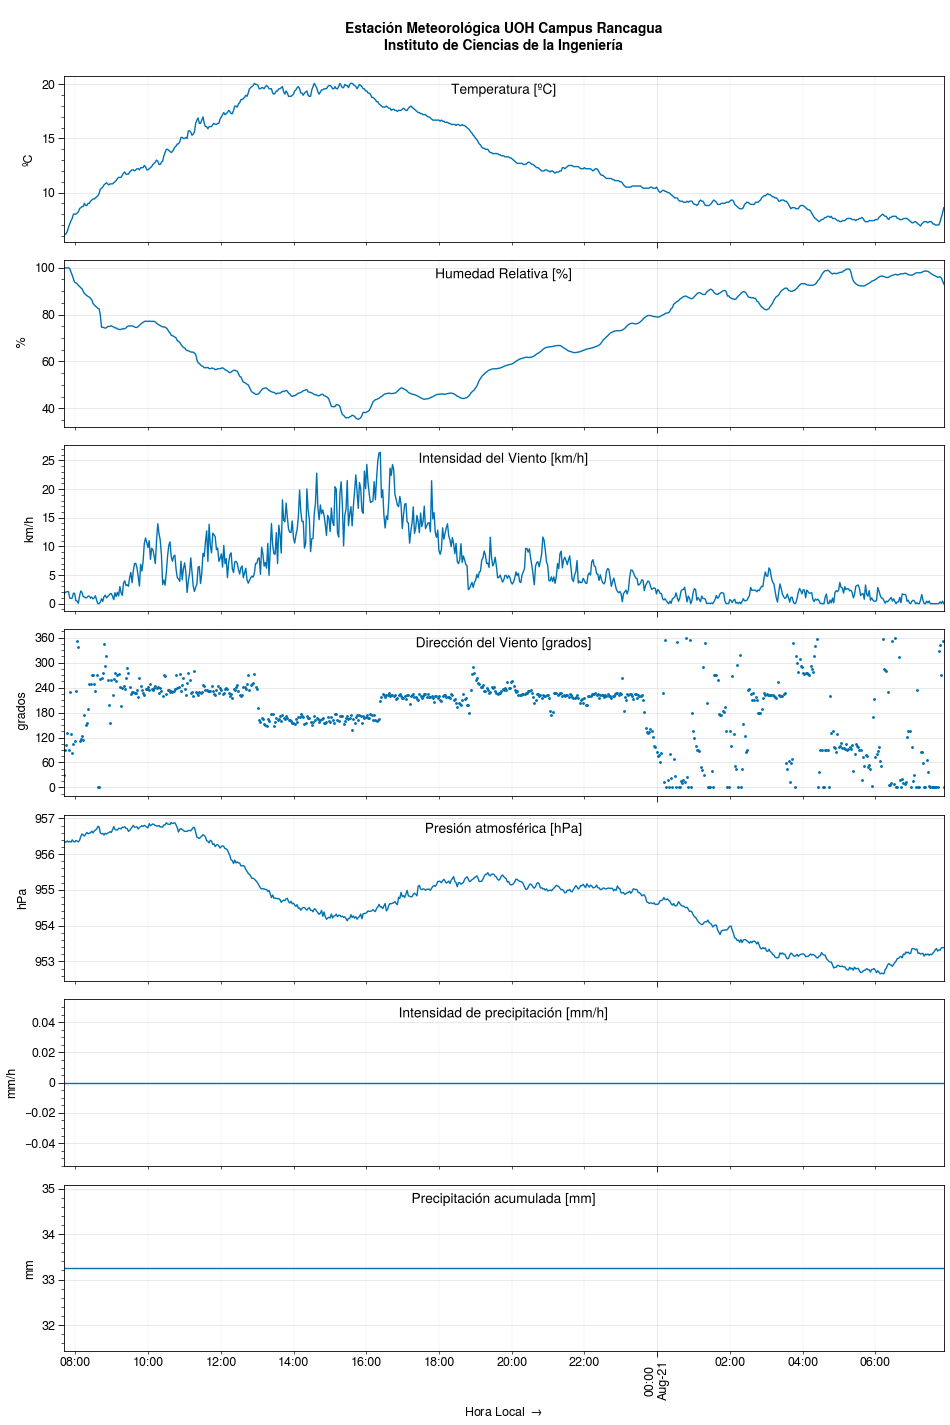 Estación Meteorológica UOH Campus Rancagua
Instituto de Ciencias de la Ingeniería
Temperatura [ºC]
20
15
10
ºC
Humedad Relativa [%]
100
80
60
40
%
Intensidad del Viento [km/h]
25
20
15
10
5
0
km/h
Dirección del Viento [grados]
360
300
240
180
120
60
0
grados
Presión atmosférica [hPa]
957
956
955
954
953
hPa
Intensidad de precipitación [mm/h]
0.04
0.02
0
−0.02
−0.04
mm/h
Precipitación acumulada [mm]
35
34
33
32
mm
08:00 10:00 12:00 14:00 16:00 18:00 20:00 22:00 00:00 02:00 04:00 06:00
Aug-21
Hora Local →